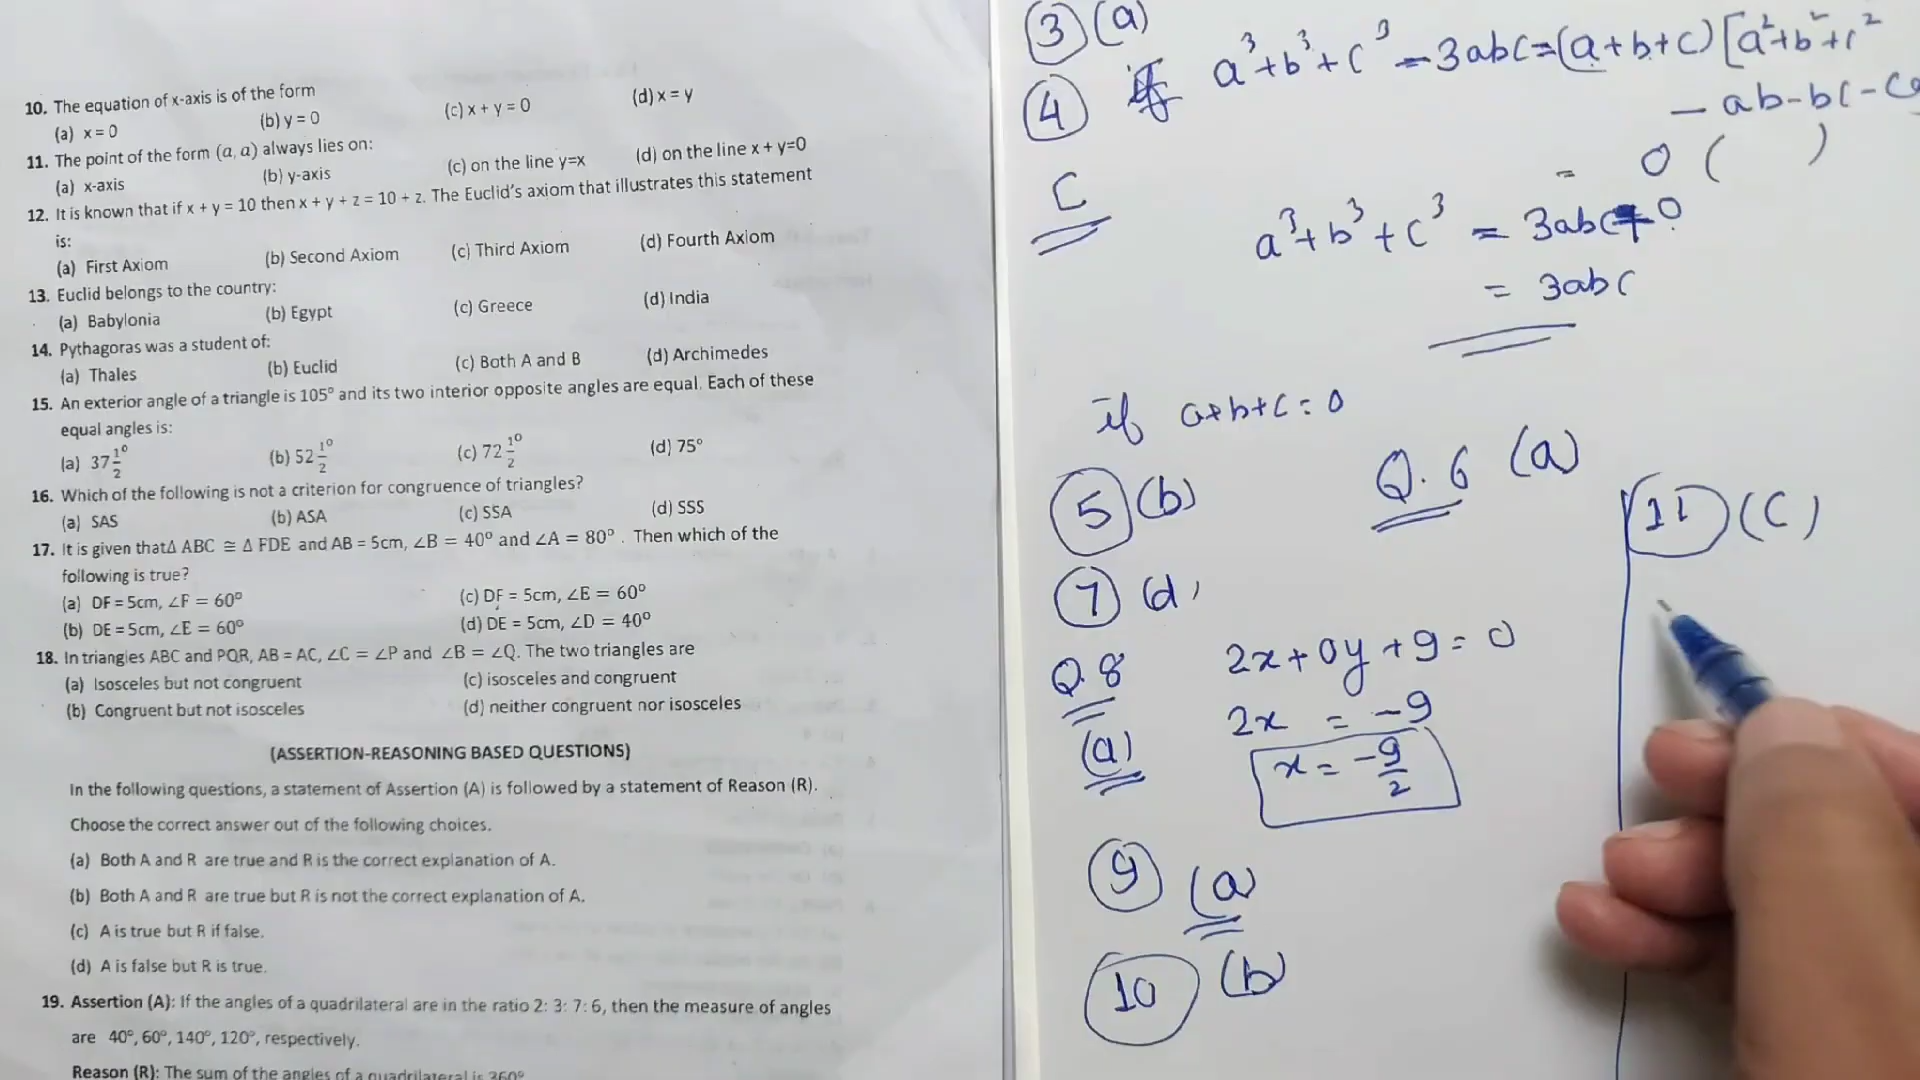 10. The equation of x-axis is of the form
(a) x = 0 (b) y = 0 (c) x + y = 0 (d) x = y
11. The point of the form (a, a) always lies on:
(a) x-axis (b) y-axis (c) on the line y=x (d) on the line x + y=0
12. It is known that if x + y = 10 then x + y + z = 10 + z. The Euclid's axiom that illustrates this statement
is:
(a) First Axiom (b) Second Axiom (c) Third Axiom (d) Fourth Axiom
13. Euclid belongs to the country:
(a) Babylonia (b) Egypt (c) Greece (d) India
14. Pythagoras was a student of:
(a) Thales (b) Euclid (c) Both A and B (d) Archimedes
15. An exterior angle of a triangle is 105° and its two interior opposite angles are equal. Each of these
equal angles is:
(a) 37 1/2° (b) 52 1/2° (c) 72 1/2° (d) 75°
16. Which of the following is not a criterion for congruence of triangles?
(a) SAS (b) ASA (c) SSA (d) SSS
17. It is given that Δ ABC ≅ Δ FDE and AB = 5cm, ∠B = 40° and ∠A = 80° . Then which of the
following is true?
(a) DF = 5cm, ∠F = 60° (c) DF = 5cm, ∠E = 60°
(b) DE = 5cm, ∠E = 60° (d) DE = 5cm, ∠D = 40°
18. In triangles ABC and PQR, AB = AC, ∠C = ∠P and ∠B = ∠Q. The two triangles are
(a) Isosceles but not congruent (c) isosceles and congruent
(b) Congruent but not isosceles (d) neither congruent nor isosceles
(ASSERTION-REASONING BASED QUESTIONS)
In the following questions, a statement of Assertion (A) is followed by a statement of Reason (R).
Choose the correct answer out of the following choices.
(a) Both A and R are true and R is the correct explanation of A.
(b) Both A and R are true but R is not the correct explanation of A.
(c) A is true but R if false.
(d) A is false but R is true.
19. Assertion (A): If the angles of a quadrilateral are in the ratio 2: 3: 7: 6, then the measure of angles
are 40°, 60°, 140°, 120°, respectively.
Reason (R): The sum of the angles of a quadrilateral is 360°
3 (a)
4 if a³+b³+c³-3abc=(a+b+c)[a²+b²+c²
-ab-bc-ca
= 0 ( )
C
a³+b³+c³ = 3abc+0
= 3abc
if a+b+c=0
5 (b) Q.6 (a)
11 (c)
7 (d)
Q.8 2x+0y+9=0
2x = -9
(a) x = -9/2
9 (a)
10 (b)